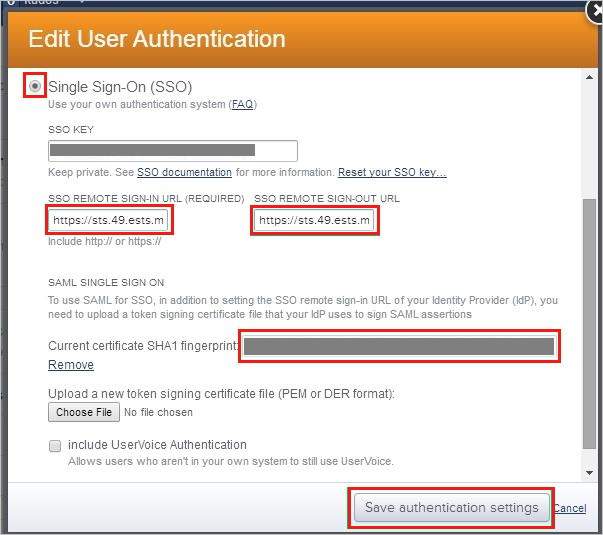 Edit User Authentication
Single Sign-On (SSO)
Use your own authentication system (FAQ)
SSO KEY
Keep private. See SSO documentation for more information. Reset your SSO key…
SSO REMOTE SIGN-IN URL (REQUIRED) SSO REMOTE SIGN-OUT URL
https://sts.49.ests.m https://sts.49.ests.m
Include http:// or https://
SAML SINGLE SIGN ON
To use SAML for SSO, in addition to setting the SSO remote sign-in URL of your Identity Provider (IdP), you
need to upload a token signing certificate file that your IdP uses to sign SAML assertions
Current certificate SHA1 fingerprint:
Remove
Upload a new token signing certificate file (PEM or DER format):
Choose File No file chosen
include UserVoice Authentication
Allows users who aren't in your own system to still use UserVoice.
Save authentication settings Cancel